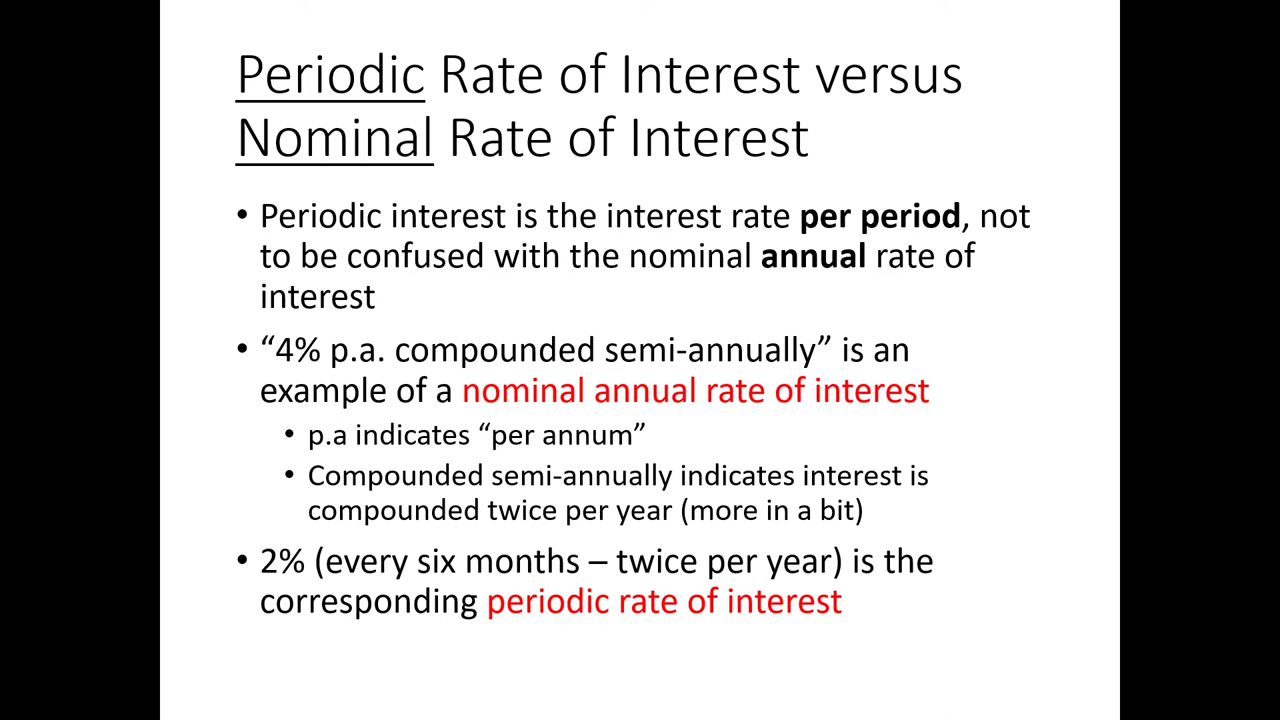 Periodic Rate of Interest versus
Nominal Rate of Interest
• Periodic interest is the interest rate per period, not
to be confused with the nominal annual rate of
interest
• “4% p.a. compounded semi-annually” is an
example of a nominal annual rate of interest
• p.a indicates “per annum”
• Compounded semi-annually indicates interest is
compounded twice per year (more in a bit)
• 2% (every six months – twice per year) is the
corresponding periodic rate of interest